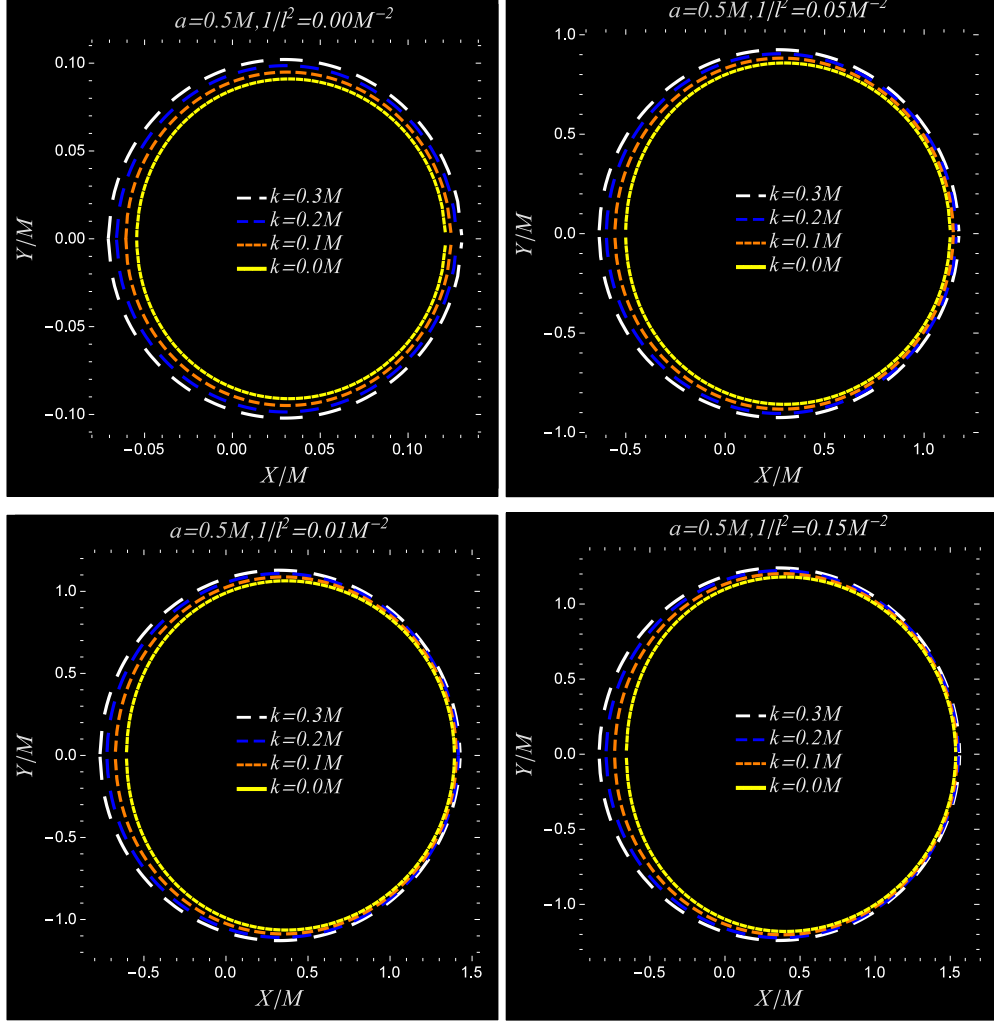 a=0.5M,1/l²=0.00M⁻²
Y/M
0.10
0.05
0.00
−0.05
−0.10
k=0.3M
k=0.2M
k=0.1M
k=0.0M
−0.05 0.00 0.05 0.10
X/M
a=0.5M,1/l²=0.05M⁻²
Y/M
1.0
0.5
0.0
−0.5
−1.0
k=0.3M
k=0.2M
k=0.1M
k=0.0M
−0.5 0.0 0.5 1.0
X/M
a=0.5M,1/l²=0.01M⁻²
Y/M
1.0
0.5
0.0
−0.5
−1.0
k=0.3M
k=0.2M
k=0.1M
k=0.0M
−0.5 0.0 0.5 1.0 1.5
X/M
a=0.5M,1/l²=0.15M⁻²
Y/M
1.0
0.5
0.0
−0.5
−1.0
k=0.3M
k=0.2M
k=0.1M
k=0.0M
−0.5 0.0 0.5 1.0 1.5
X/M